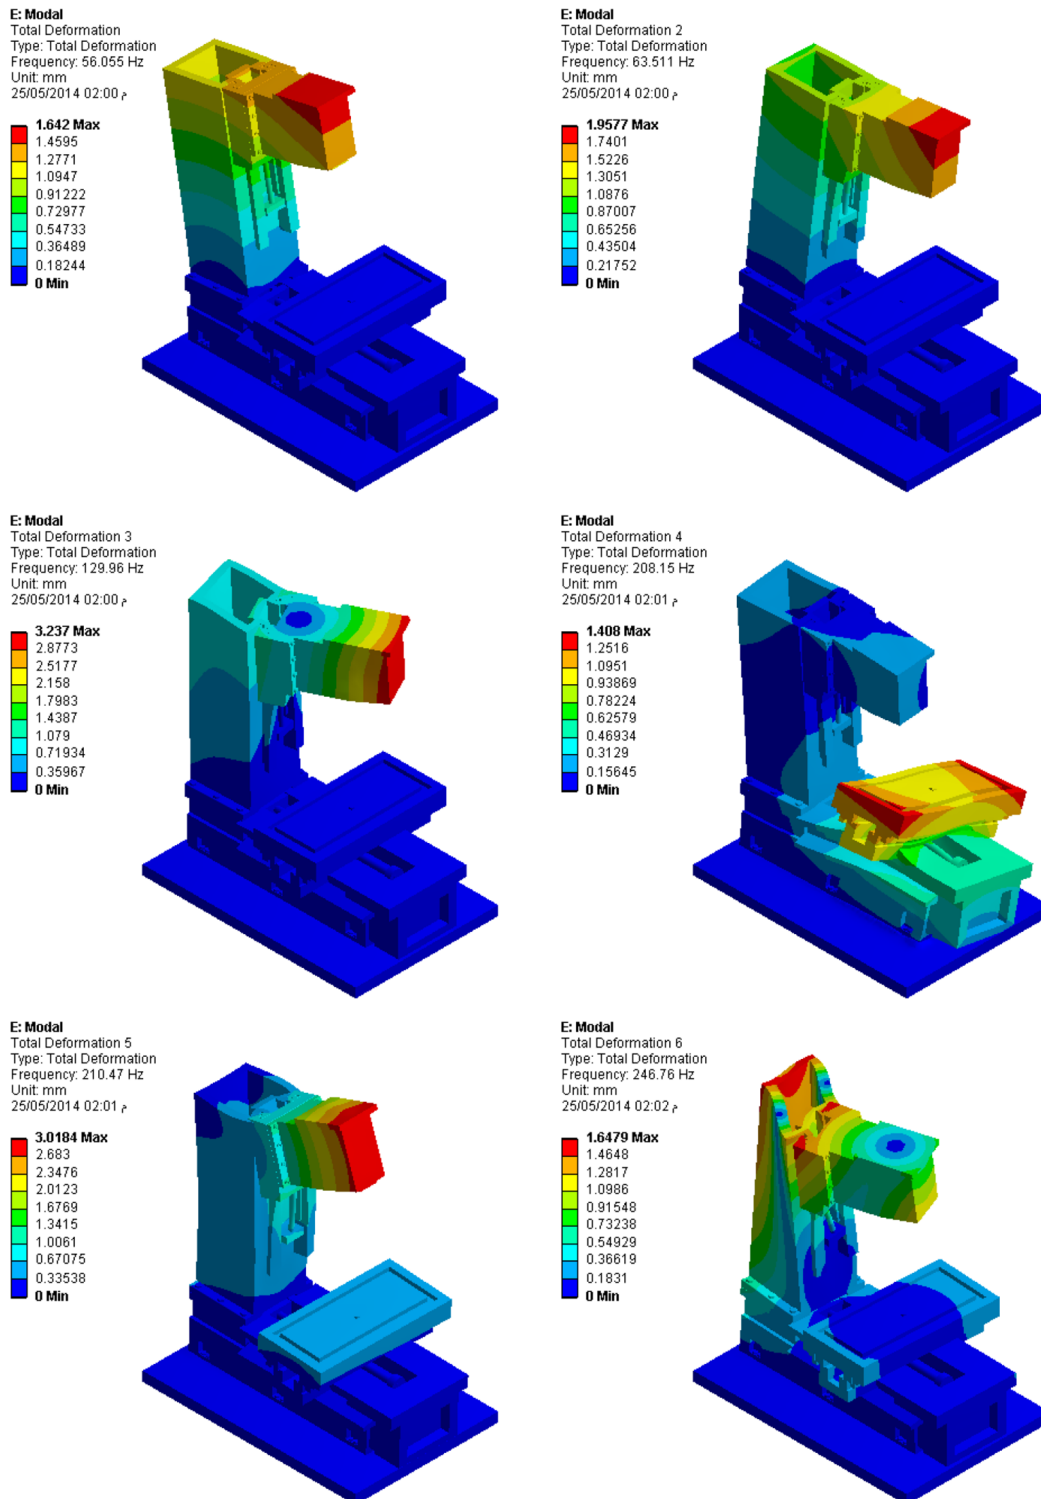 E: Modal
Total Deformation
Type: Total Deformation
Frequency: 56.055 Hz
Unit: mm
25/05/2014 02:00 م
1.642 Max
1.4595
1.2771
1.0947
0.91222
0.72977
0.54733
0.36489
0.18244
0 Min
E: Modal
Total Deformation 2
Type: Total Deformation
Frequency: 63.511 Hz
Unit: mm
25/05/2014 02:00 م
1.9577 Max
1.7401
1.5226
1.3051
1.0876
0.87007
0.65256
0.43504
0.21752
0 Min
E: Modal
Total Deformation 3
Type: Total Deformation
Frequency: 129.96 Hz
Unit: mm
25/05/2014 02:00 م
3.237 Max
2.8773
2.5177
2.158
1.7983
1.4387
1.079
0.71934
0.35967
0 Min
E: Modal
Total Deformation 4
Type: Total Deformation
Frequency: 208.15 Hz
Unit: mm
25/05/2014 02:01 م
1.408 Max
1.2516
1.0951
0.93869
0.78224
0.62579
0.46934
0.3129
0.15645
0 Min
E: Modal
Total Deformation 5
Type: Total Deformation
Frequency: 210.47 Hz
Unit: mm
25/05/2014 02:01 م
3.0184 Max
2.683
2.3476
2.0123
1.6769
1.3415
1.0061
0.67075
0.33538
0 Min
E: Modal
Total Deformation 6
Type: Total Deformation
Frequency: 246.76 Hz
Unit: mm
25/05/2014 02:02 م
1.6479 Max
1.4648
1.2817
1.0986
0.91548
0.73238
0.54929
0.36619
0.1831
0 Min